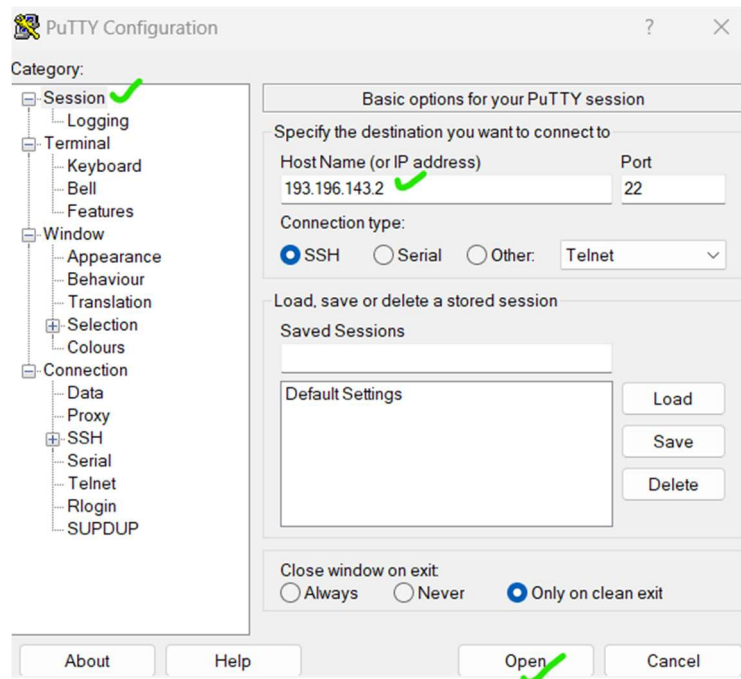 PuTTY Configuration
?
Category:
Session
Logging
Terminal
Keyboard
Bell
Features
Window
Appearance
Behaviour
Translation
Selection
Colours
Connection
Data
Proxy
SSH
Serial
Telnet
Rlogin
SUPDUP
Basic options for your PuTTY session
Specify the destination you want to connect to
Host Name (or IP address) Port
193.196.143.2 22
Connection type:
SSH Serial Other: Telnet
Load, save or delete a stored session
Saved Sessions
Default Settings
Load
Save
Delete
Close window on exit:
Always Never Only on clean exit
About Help Open Cancel